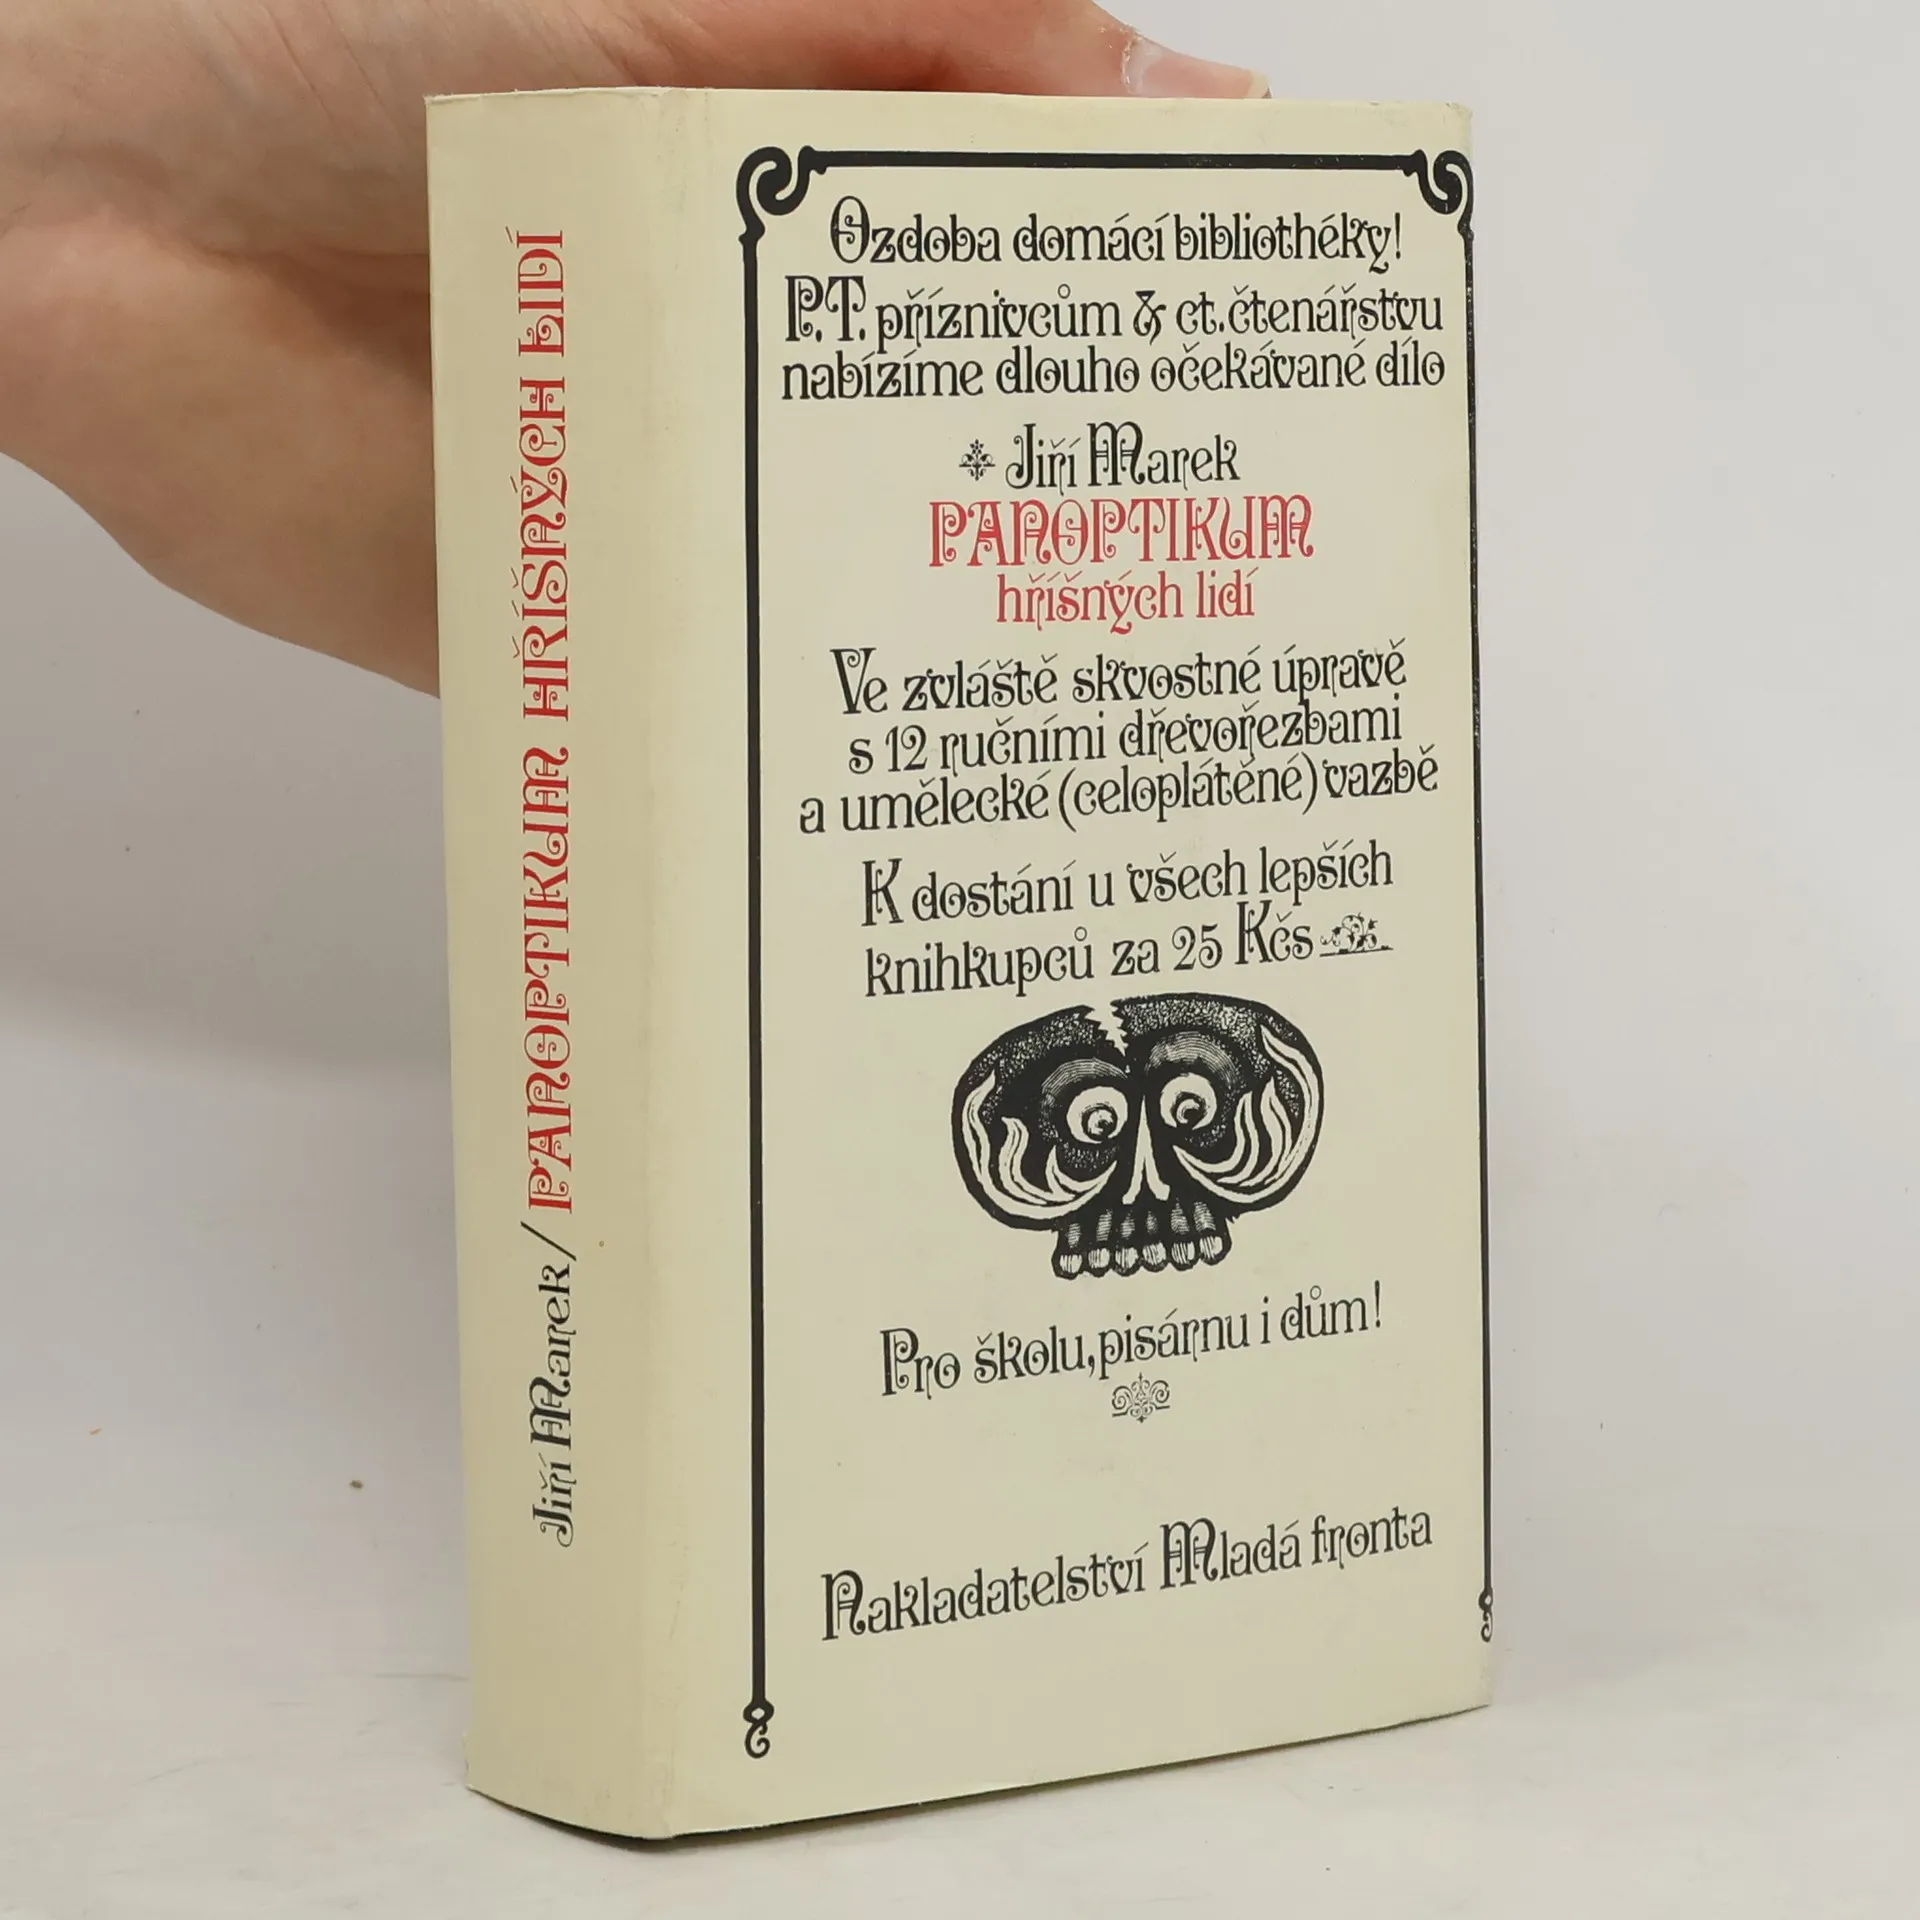 Jiří Marek/PANOPTIKUM HŘÍŠNÝCH LIDÍ
Ozdoba domácí bibliothéky!
P.T. příznivcům & ct. čtenářstvu
nabízíme dlouho očekávané dílo
Jiří Marek
PANOPTIKUM
hříšných lidí
Ve zvláště skvostné úpravě
s 12 ručními dřevořezbami
a umělecké (celoplátěné) vazbě
K dostání u všech lepších
knihkupců za 25 Kčs
Pro školu, pisárnu i dům!
Nakladatelství Mladá fronta